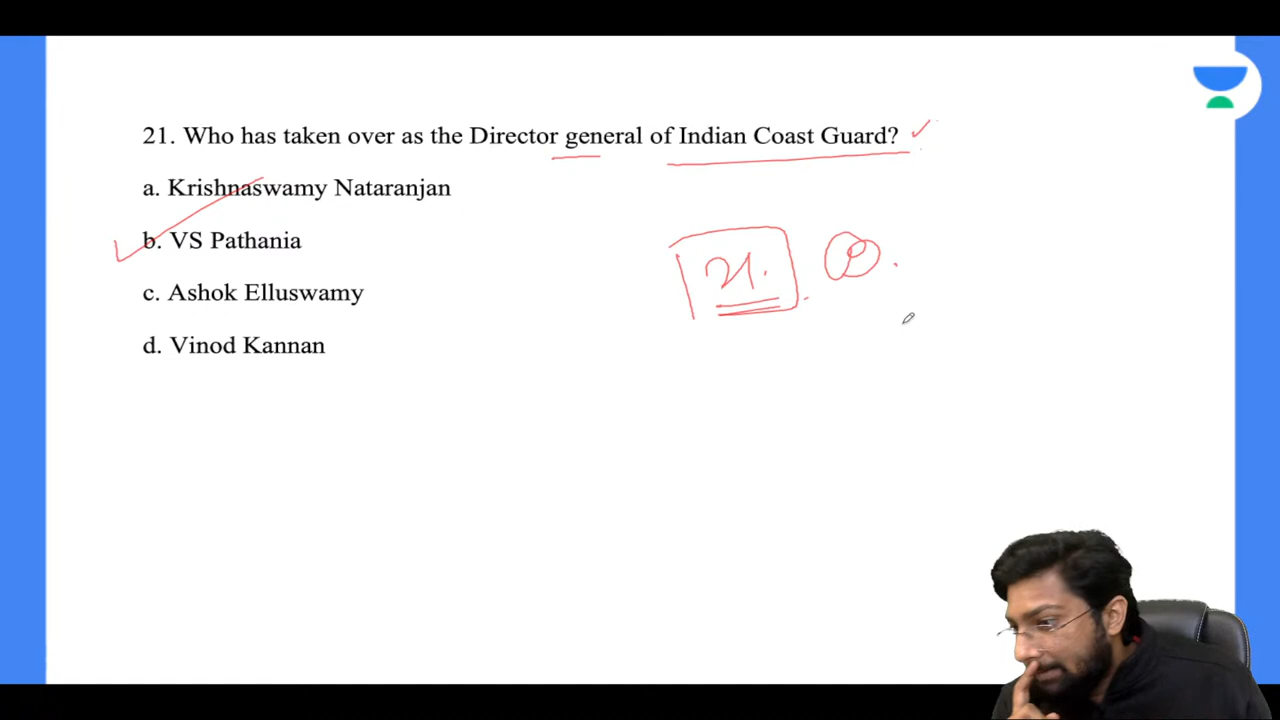 21. Who has taken over as the Director general of Indian Coast Guard?
a. Krishnaswamy Nataranjan
b. VS Pathania
21.
c. Ashok Elluswamy
d. Vinod Kannan